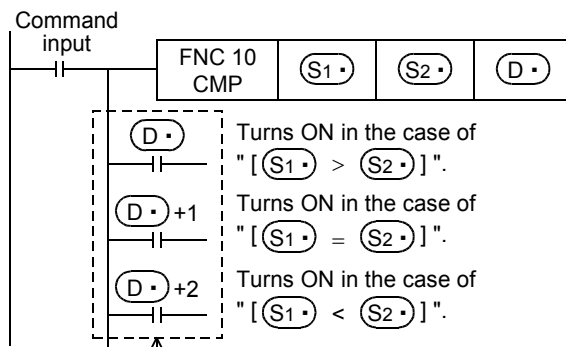 Command
input
FNC 10
CMP
S1・
S2・
D・
D・
Turns ON in the case of
" [ S1・ > S2・ ] ".
D・ +1
Turns ON in the case of
" [ S1・ = S2・ ] ".
D・ +2
Turns ON in the case of
" [ S1・ < S2・ ] ".